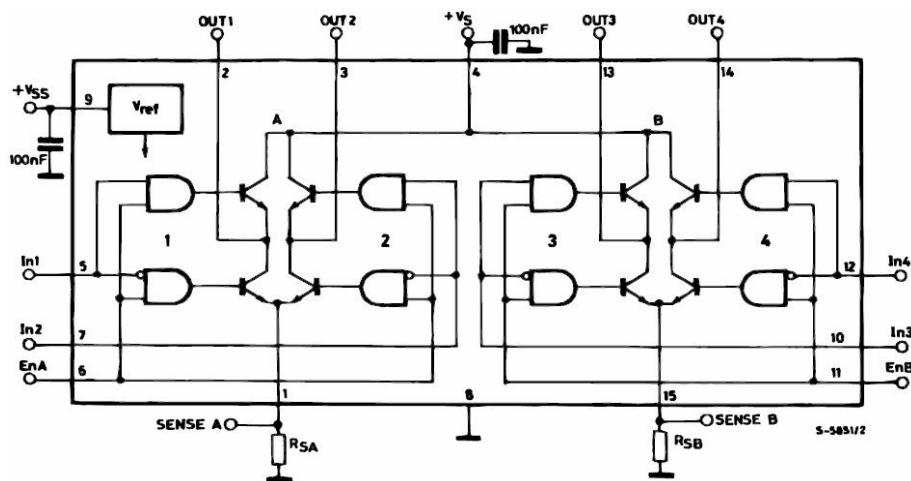 OUT1
OUT2
+VS
100nF
OUT3
OUT4
2
3
4
13
14
+VSS
9
Vref
A
B
100nF
1
2
3
4
In1
5
12
In4
In2
7
10
In3
EnA
6
11
EnB
1
8
15
SENSE A
SENSE B
S-5851/2
RSA
RSB